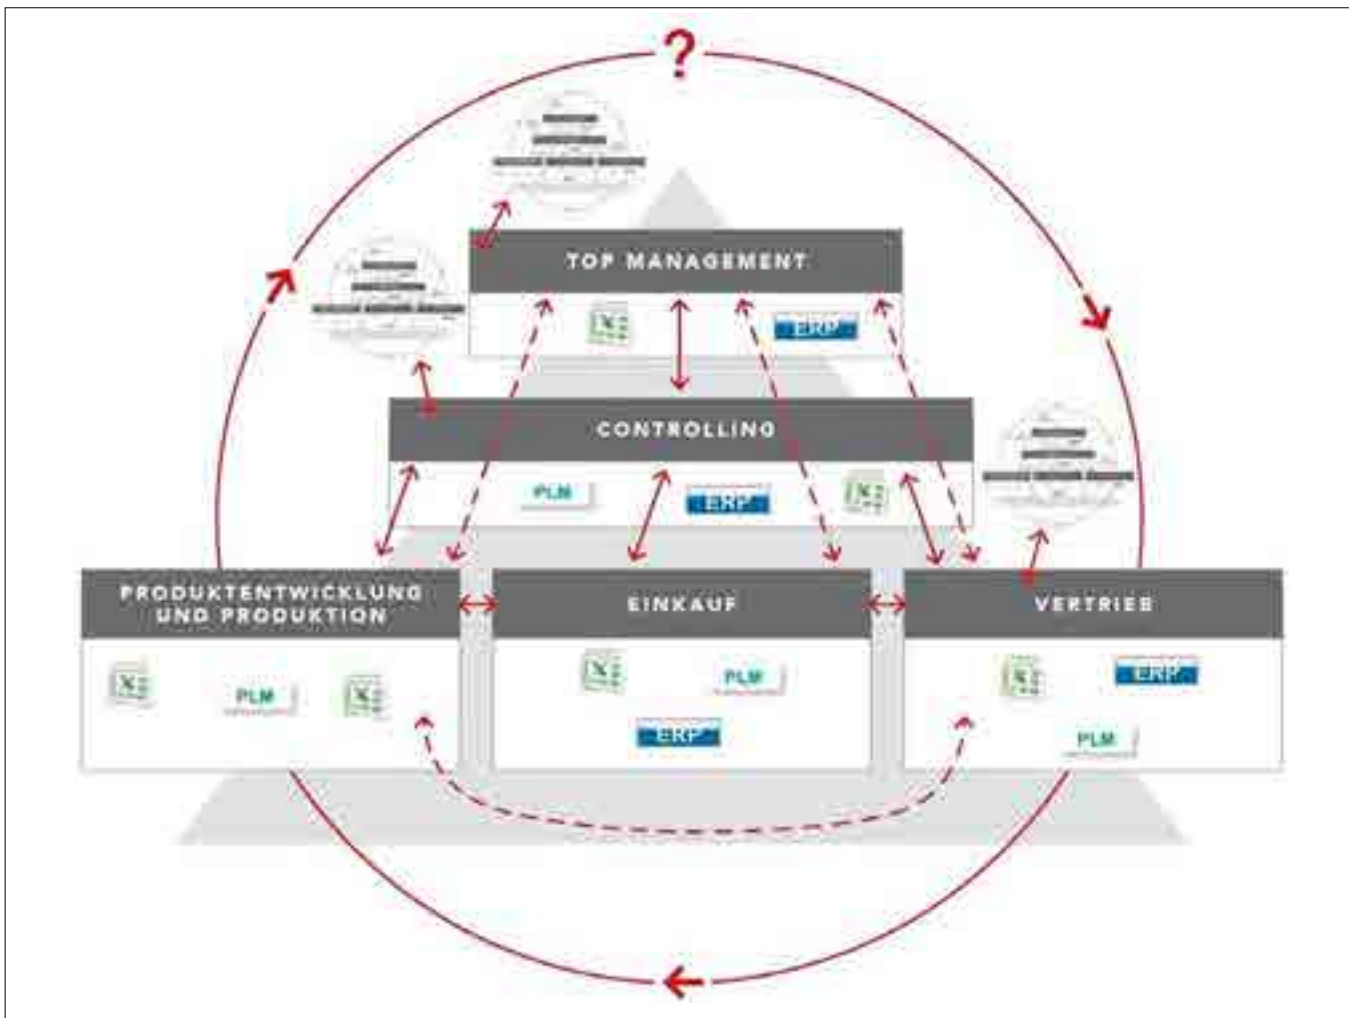 ?
TOP MANAGEMENT
ERP
CONTROLLING
PLM
ERP
PRODUKTENTWICKLUNG
UND PRODUKTION
EINKAUF
VERTRIEB
PLM
PLM
ERP
ERP
PLM